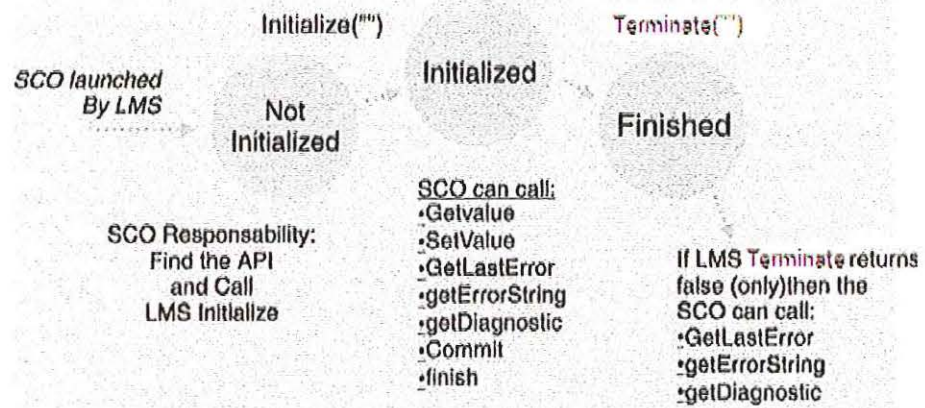 Initialize("")
Terminate("")
SCO launched
By LMS
Not
Initialized
Initialized
Finished
SCO Responsability:
Find the API
and Call
LMS Initialize
SCO can call:
•Getvalue
•SetValue
•GetLastError
•getErrorString
•getDiagnostic
•Commit
•finish
If LMS Terminate returns
false (only)then the
SCO can call:
•GetLastError
•getErrorString
•getDiagnostic